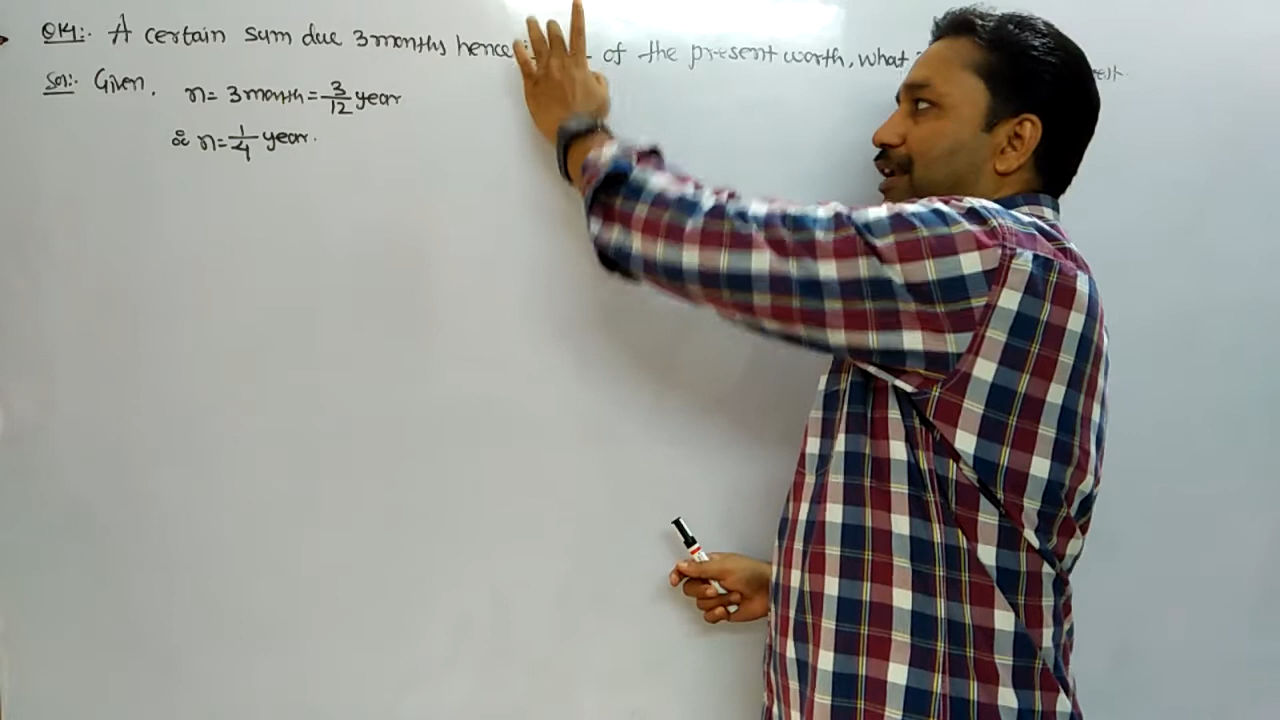 Q14:. A certain sum due 3 months hence of the present worth, what
Sol:. Given, n = 3 month = 3/12 year
∴ n = 1/4 year.